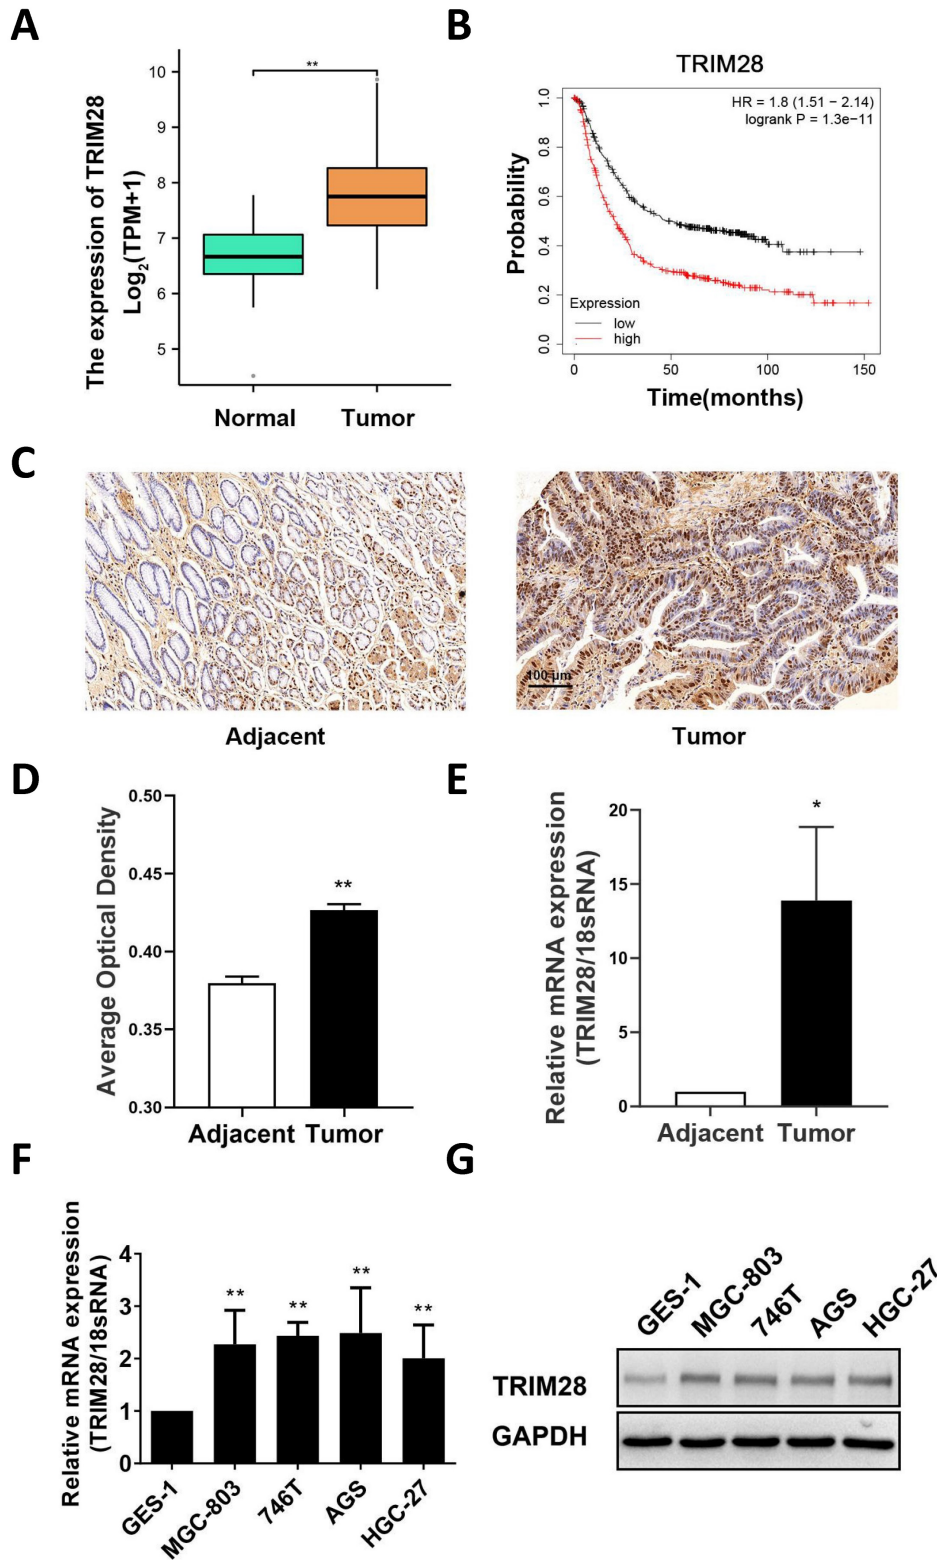 A
The expression of TRIM28
Log2(TPM+1)
10
9
8
7
6
5
**
Normal
Tumor
B
TRIM28
HR = 1.8 (1.51 − 2.14)
logrank P = 1.3e−11
Probability
1.0
0.8
0.6
0.4
0.2
0.0
Expression
low
high
0
50
100
150
Time(months)
C
100 um
Adjacent
Tumor
D
Average Optical Density
0.50
0.45
0.40
0.35
0.30
**
Adjacent
Tumor
E
Relative mRNA expression
(TRIM28/18sRNA)
20
15
10
5
0
*
Adjacent
Tumor
F
Relative mRNA expression
(TRIM28/18sRNA)
4
3
2
1
0
**
**
**
**
GES-1
MGC-803
746T
AGS
HGC-27
G
GES-1
MGC-803
746T
AGS
HGC-27
TRIM28
GAPDH